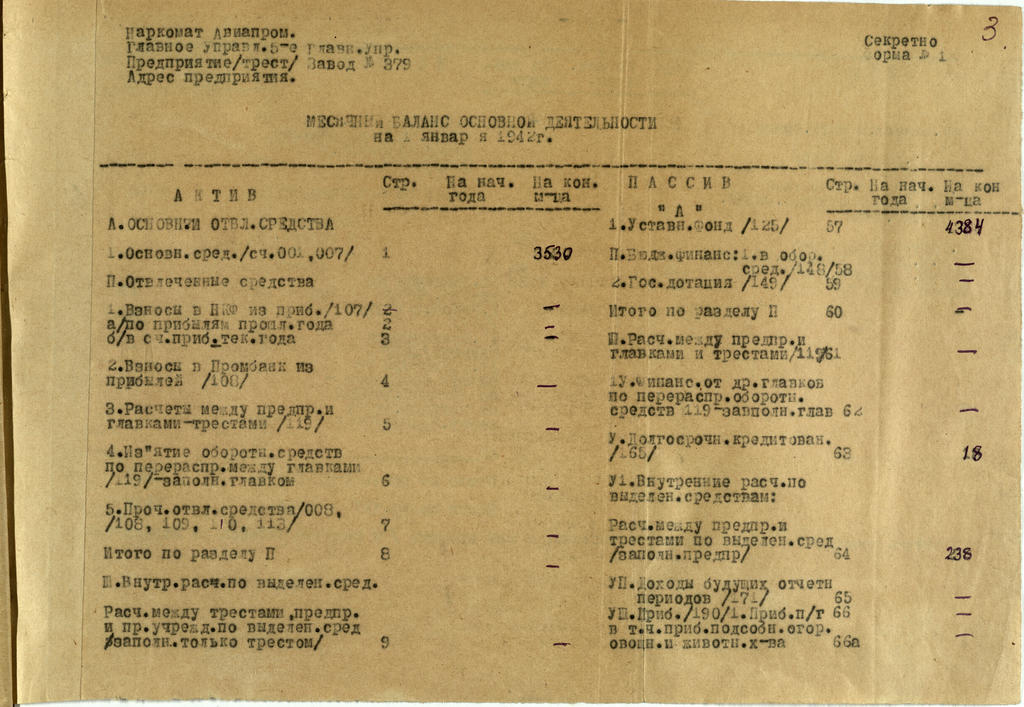 3
Наркомат Авиапром.
Главное Управл. 5-е Главн.Упр.
Предприятие/трест/ Завод № 379
Адрес предприятия.
Секретно
Форма № 1
МЕСЯЧНЫЙ БАЛАНС ОСНОВНОЙ ДЕЯТЕЛЬНОСТИ
на 1 январ я 1942г.
АКТИВ Стр. На нач. года На кон. м-ца
А.ОСНОВНЫЙ ОТВЛ.СРЕДСТВА
1.Основн.сред./сч.001,007/ 1 3530
П.Отвлеченные средства
1.Взносы в НКФ из приб./107/ 2
а/по прибылям прошл.года 2 —
б/в сч.приб.тек.года 3 —
2.Взносы в Промбанк из
прибылей /108/ 4 —
3.Расчеты между предпр.и
главками-трестами /119/ 5 —
4.Из"ятие оборотн.средств
по перераспр.между главками
/119/-заполн.главком 6 —
5.Проч.отвл.средства/008,
/108, 109, 110, 113/ 7 —
Итого по разделу П 8 —
Ш.Внутр.расч.по выделен.сред.
Расч.между трестами,предпр.
и пр.учрежд.по выделен.сред
/заполн.только трестом/ 9 —
ПАССИВ Стр. На нач. года На кон м-ца
"А"
1.Уставн.Фонд /125/ 57 4384
П.Бюдж.финанс:1.в обор.
сред./148/58 —
2.Гос.дотация /149/ 59 —
Итого по разделу П 60 —
Ш.Расч.между предпр.и
главками и трестами/119/61 —
1У.Финанс.от др.главков
по перераспр.оборотн.
средств 119-завполн.глав 62 —
У.Долгосрочн.кредитован.
/165/ 63 18
У1.Внутренние расч.по
выделен.средствам:
Расч.между предпр.и
трестами по выделен.сред
/заполн.предпр/ 64 238
УП.Доходы будущих отчетн
периодов /171/ 65 —
УШ.Приб./190/1.Приб.п/г 66 —
в т.ч.приб.подсобн.огор.
овощн.и животн.х-ва 66а —